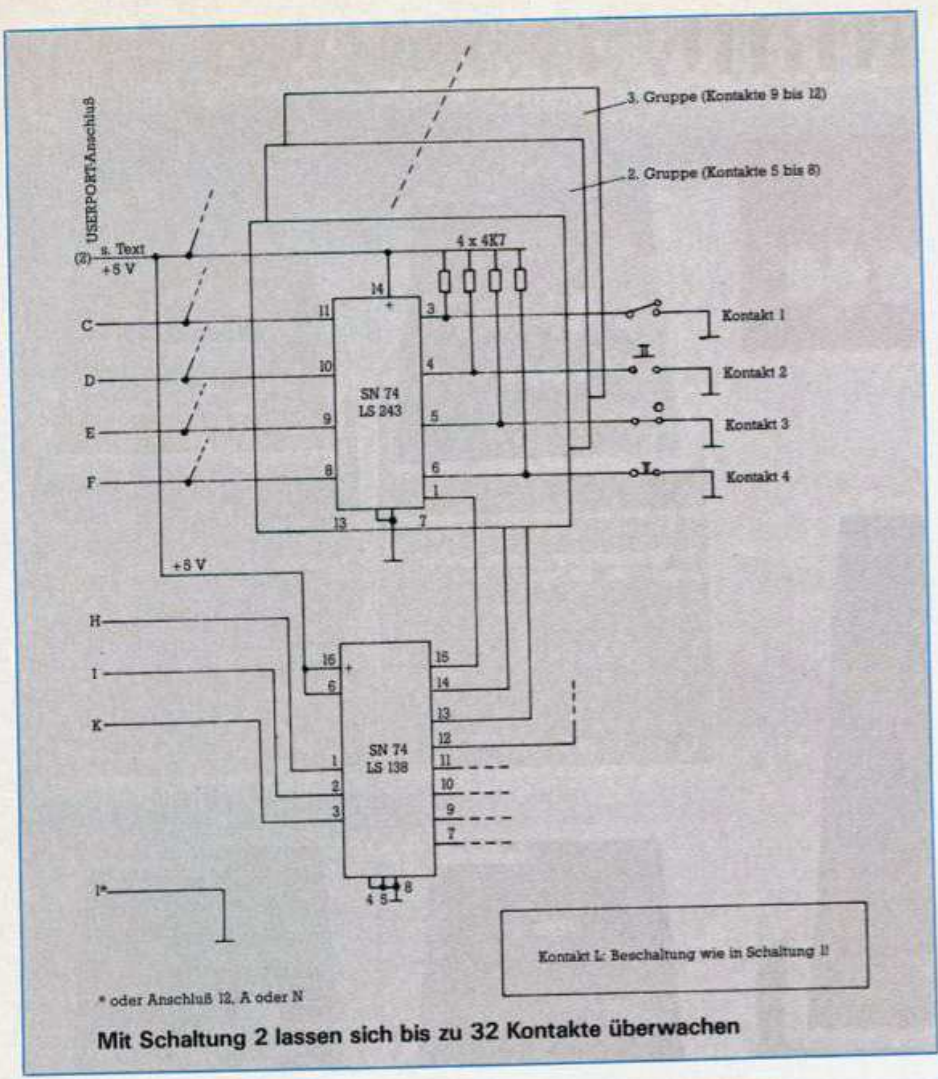 USERPORT-Anschluß
3. Gruppe (Kontakte 9 bis 12)
2. Gruppe (Kontakte 5 bis 8)
(2) s. Text
+5 V
4 x 4K7
14
+
C
11
3
Kontakt 1
D
10
4
Kontakt 2
SN 74
LS 243
E
9
5
Kontakt 3
F
8
6
Kontakt 4
1
13
7
+5 V
H
16
+
15
I
6
14
K
13
12
SN 74
LS 138
1
11
2
10
3
9
7
4 5 8
1*
Kontakt L: Beschaltung wie in Schaltung 1!
* oder Anschluß 12, A oder N
Mit Schaltung 2 lassen sich bis zu 32 Kontakte überwachen